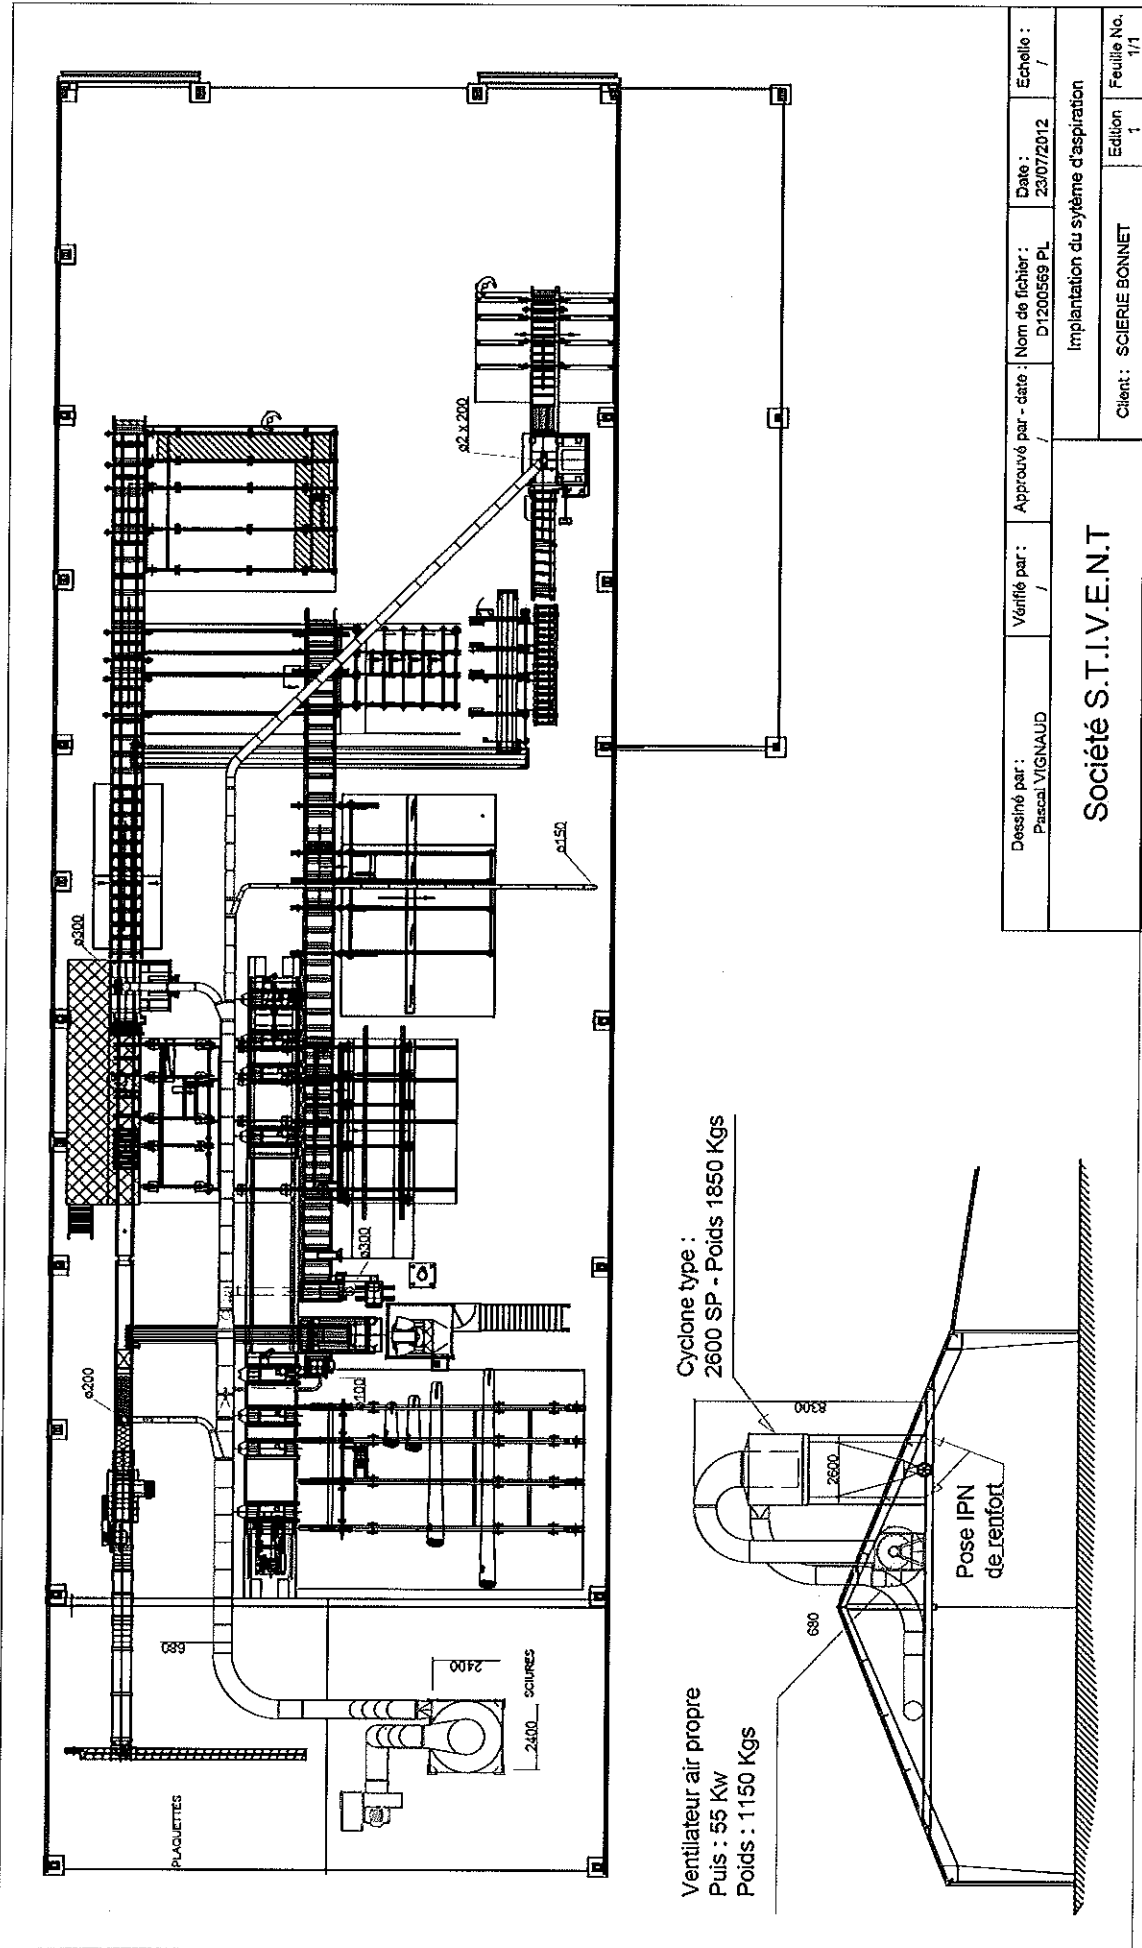 PLAQUETTES
680
2400
2400
SCIURES
ø200
ø300
ø300
ø100
ø150
ø2 x 200
Ventilateur air propre
Puis : 55 Kw
Poids : 1150 Kgs
680
Cyclone type :
2600 SP - Poids 1850 Kgs
8300
2600
Pose IPN
de renfort
Dessiné par :
Pascal VIGNAUD
Vérifié par :
/
Approuvé par - date :
/
Nom de fichier :
D1200569 PL
Date :
23/07/2012
Echelle :
/
Société S.T.I.V.E.N.T
Implantation du sytème d'aspiration
Client : SCIERIE BONNET
Edition
1
Feuille No.
1/1